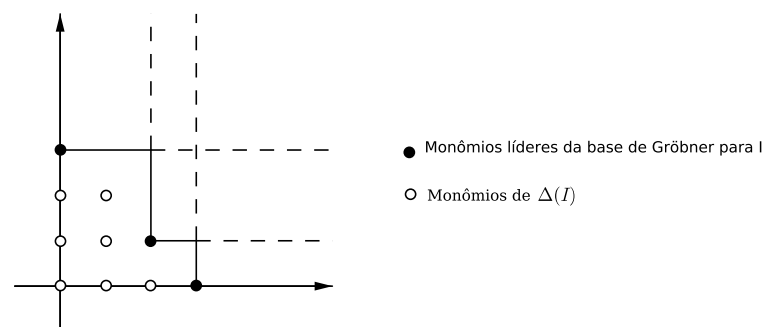 Monômios líderes da base de Gröbner para I
Monômios de Δ(I)